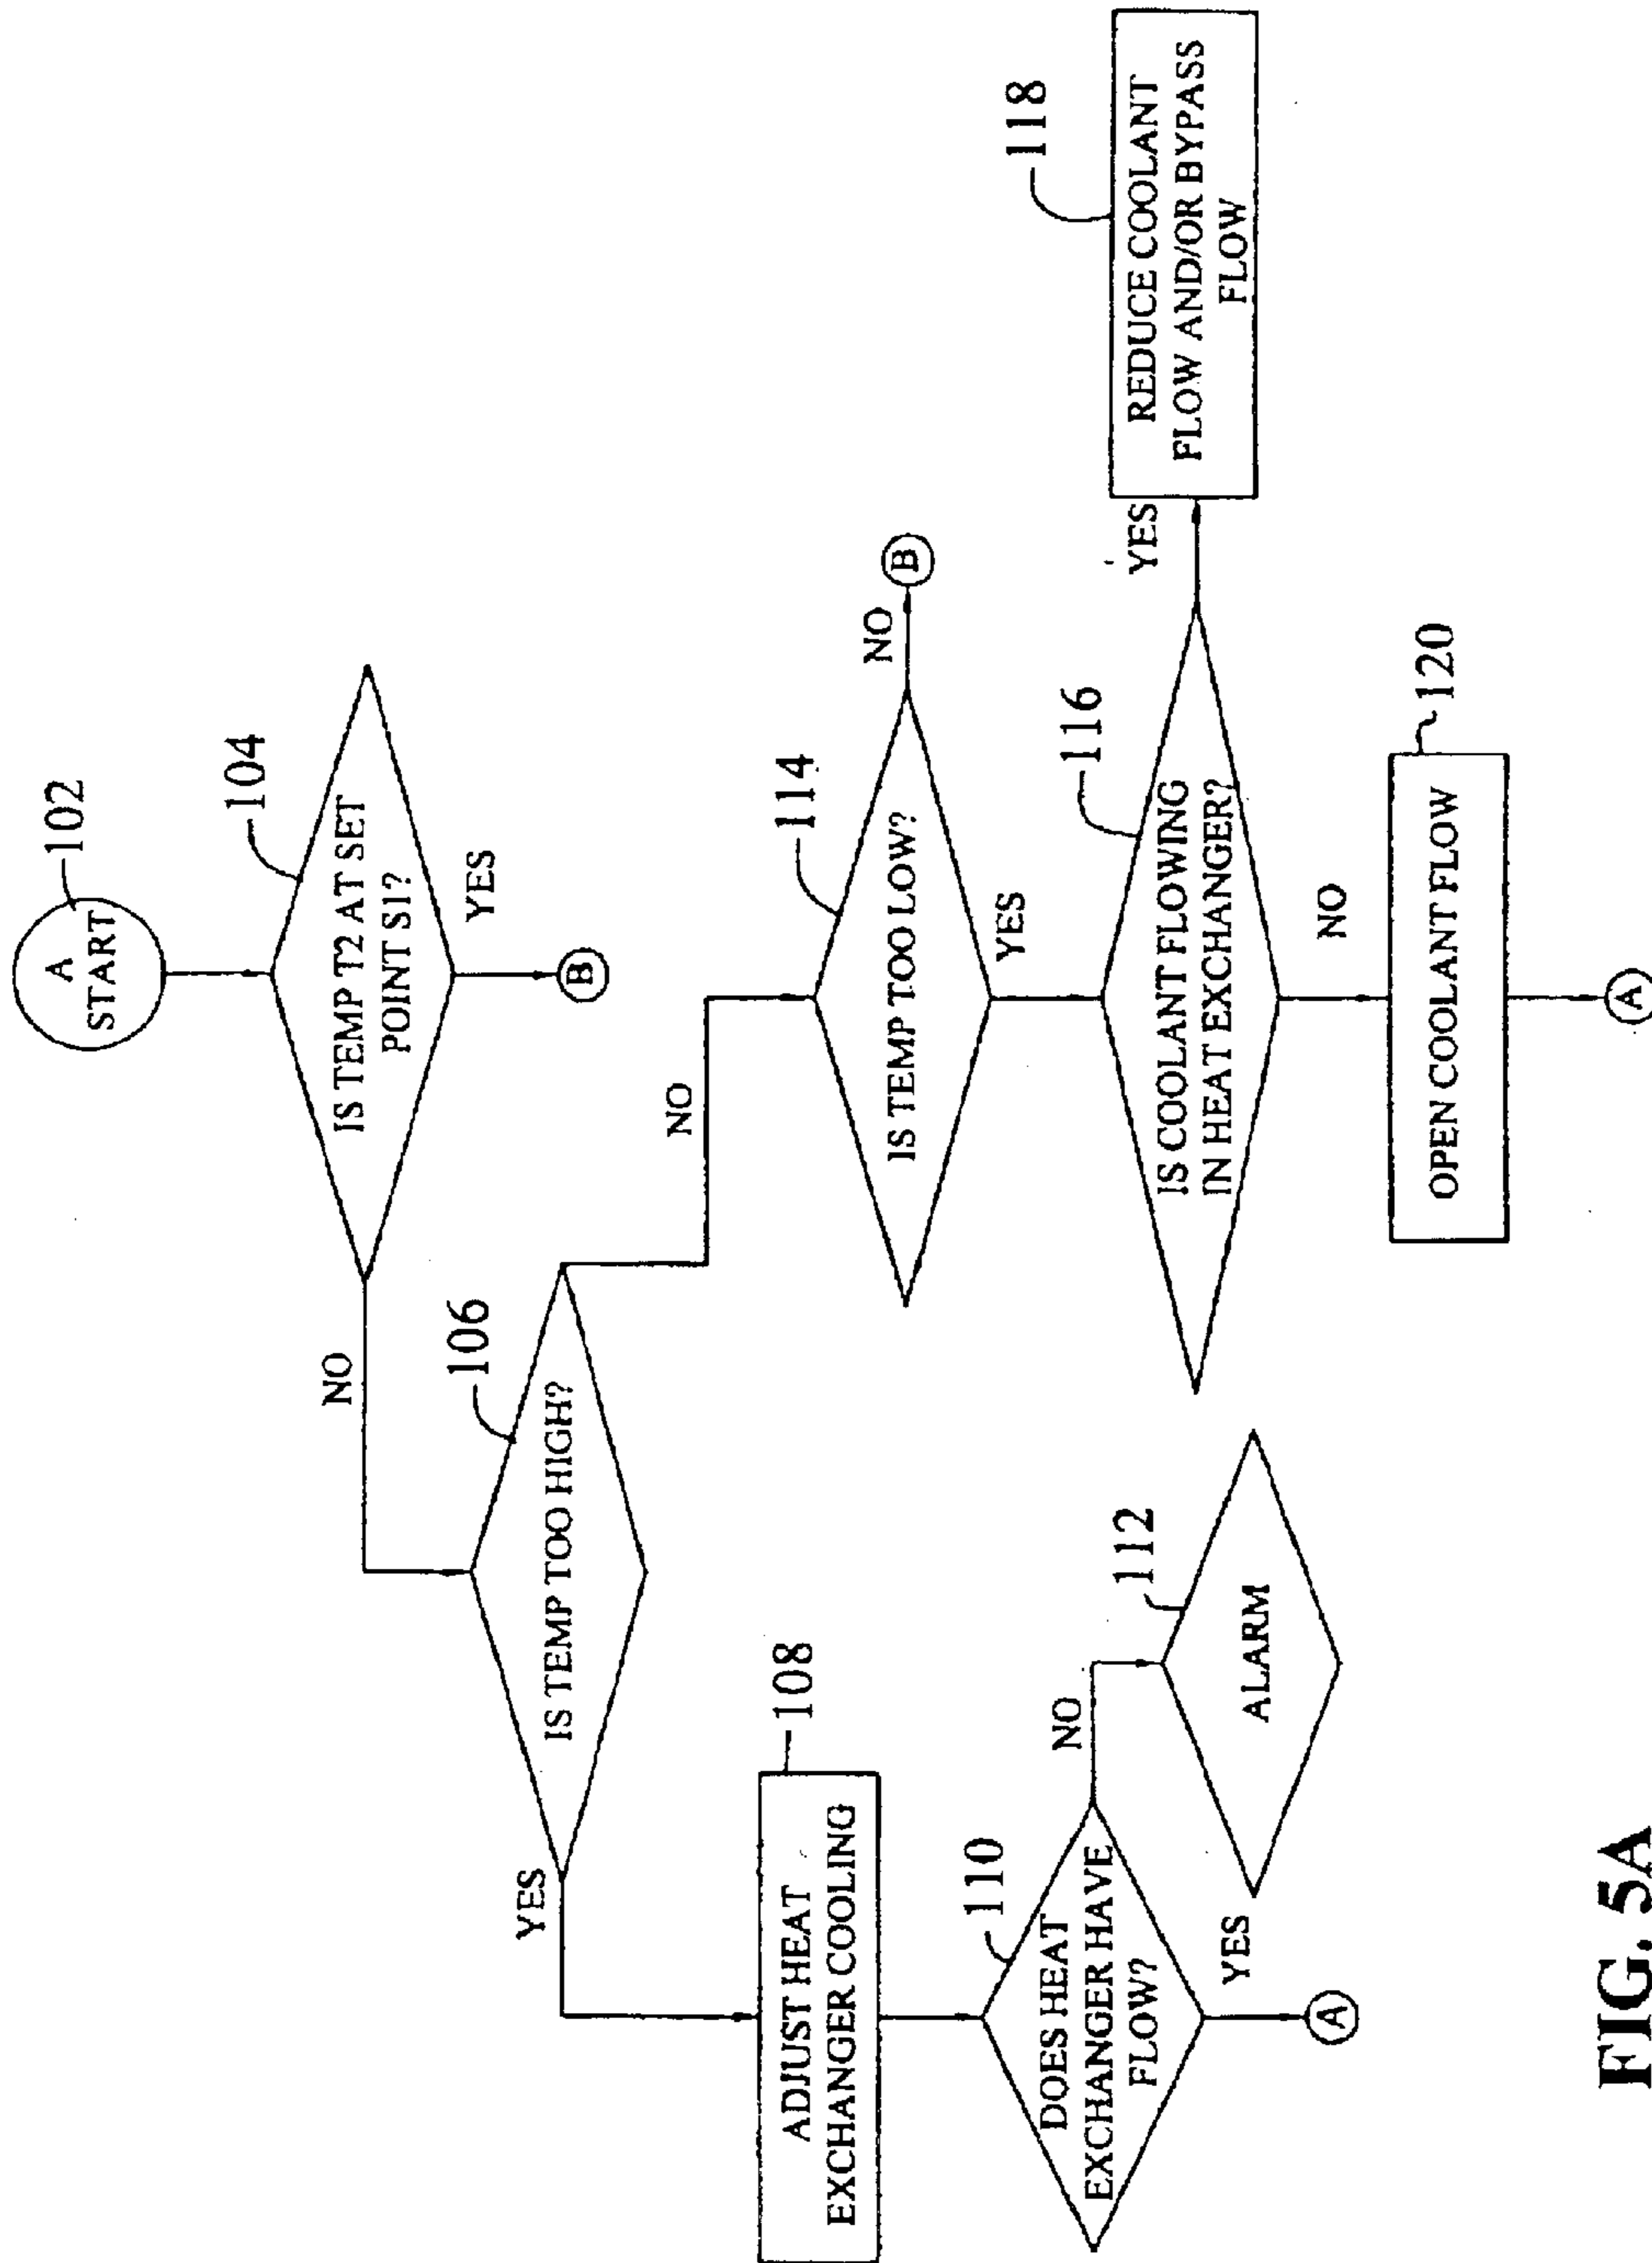 A
START
102
IS TEMP T2 AT SET
POINT S1?
104
YES
B
NO
IS TEMP TOO HIGH?
106
YES
NO
ADJUST HEAT
EXCHANGER COOLING
108
DOES HEAT
EXCHANGER HAVE
FLOW?
110
NO
ALARM
112
YES
A
IS TEMP TOO LOW?
114
NO
B
YES
IS COOLANT FLOWING
IN HEAT EXCHANGER?
116
YES
REDUCE COOLANT
FLOW AND/OR BYPASS
FLOW
118
NO
OPEN COOLANT FLOW
120
A
FIG. 5A